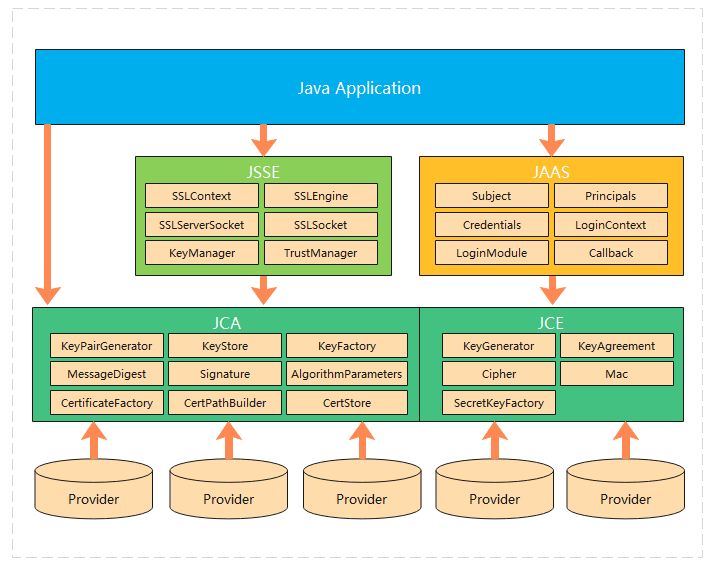 Java Application
JSSE
JAAS
SSLContext
SSLEngine
Subject
Principals
SSLServerSocket
SSLSocket
Credentials
LoginContext
KeyManager
TrustManager
LoginModule
Callback
JCA
JCE
KeyPairGenerator
KeyStore
KeyFactory
KeyGenerator
KeyAgreement
MessageDigest
Signature
AlgorithmParameters
Cipher
Mac
CertificateFactory
CertPathBuilder
CertStore
SecretKeyFactory
Provider
Provider
Provider
Provider
Provider